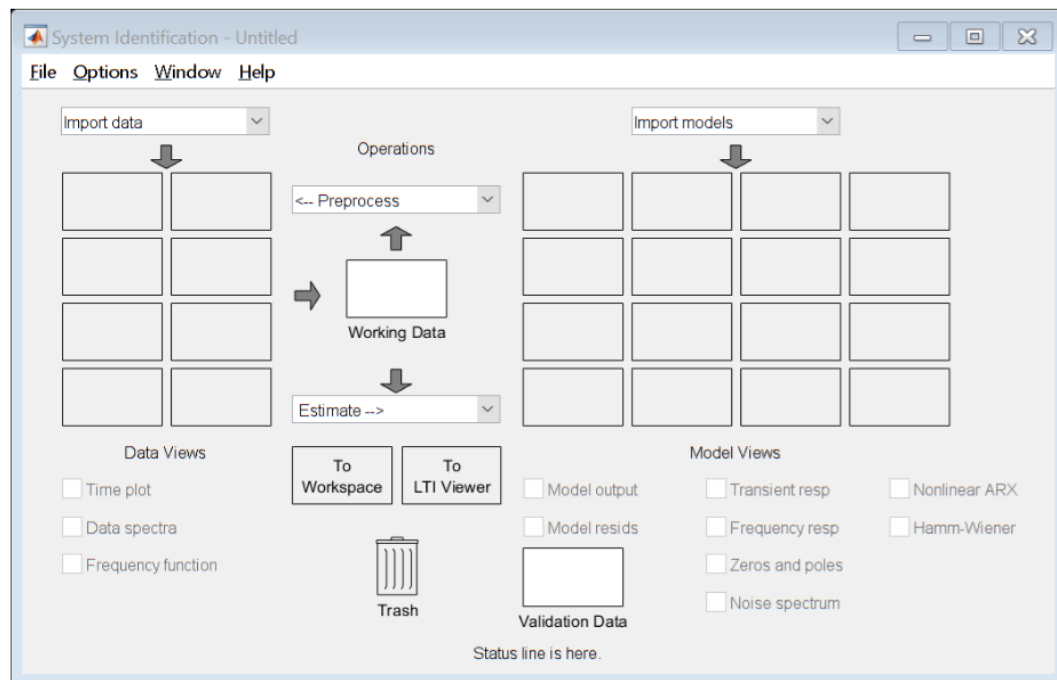 System Identification - Untitled
File Options Window Help
Import data
Import models
Operations
<-- Preprocess
Working Data
Estimate -->
Data Views
Model Views
To
Workspace
To
LTI Viewer
Time plot
Data spectra
Frequency function
Model output
Transient resp
Nonlinear ARX
Model resids
Frequency resp
Hamm-Wiener
Zeros and poles
Noise spectrum
Trash
Validation Data
Status line is here.